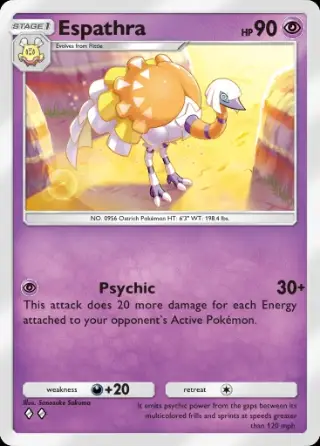 STAGE 1
Espathra
HP 90
Evolves from Flittle
NO. 0956 Ostrich Pokémon HT: 6'3" WT: 198.4 lbs.
Psychic 30+
This attack does 20 more damage for each Energy
attached to your opponent's Active Pokémon.
weakness +20 retreat
Illus. Sanosuke Sakuma
It emits psychic power from the gaps between its
multicolored frills and sprints at speeds greater
than 120 mph.